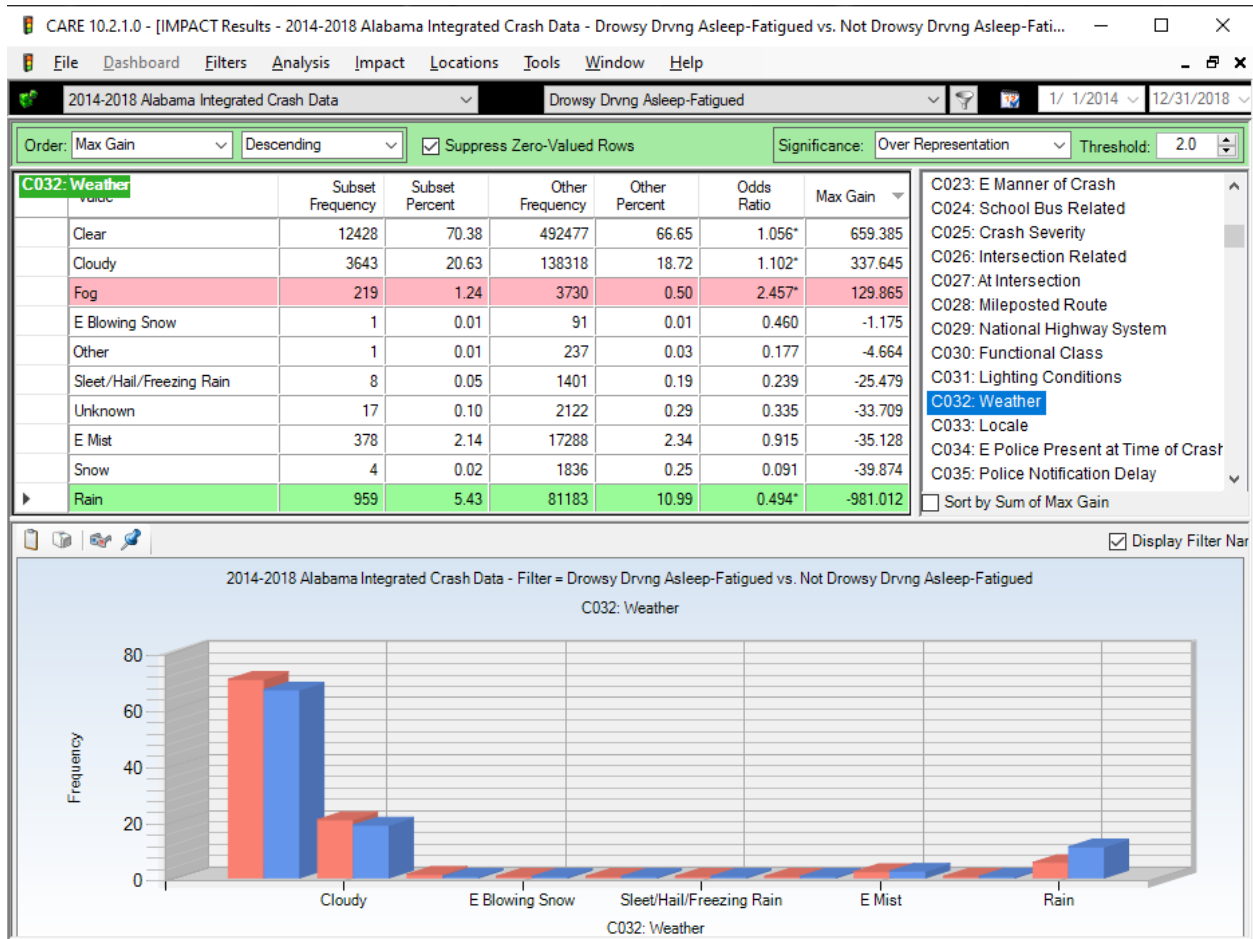 CARE 10.2.1.0 - [IMPACT Results - 2014-2018 Alabama Integrated Crash Data - Drowsy Drvng Asleep-Fatigued vs. Not Drowsy Drvng Asleep-Fati...
File Dashboard Filters Analysis Impact Locations Tools Window Help
2014-2018 Alabama Integrated Crash Data Drowsy Drvng Asleep-Fatigued 1/ 1/2014 12/31/2018
Order: Max Gain Descending Suppress Zero-Valued Rows Significance: Over Representation Threshold: 2.0
C032: Weather Subset Frequency Subset Percent Other Frequency Other Percent Odds Ratio Max Gain
Clear 12428 70.38 492477 66.65 1.056* 659.385
Cloudy 3643 20.63 138318 18.72 1.102* 337.645
Fog 219 1.24 3730 0.50 2.457* 129.865
E Blowing Snow 1 0.01 91 0.01 0.460 -1.175
Other 1 0.01 237 0.03 0.177 -4.664
Sleet/Hail/Freezing Rain 8 0.05 1401 0.19 0.239 -25.479
Unknown 17 0.10 2122 0.29 0.335 -33.709
E Mist 378 2.14 17288 2.34 0.915 -35.128
Snow 4 0.02 1836 0.25 0.091 -39.874
Rain 959 5.43 81183 10.99 0.494* -981.012
C023: E Manner of Crash
C024: School Bus Related
C025: Crash Severity
C026: Intersection Related
C027: At Intersection
C028: Mileposted Route
C029: National Highway System
C030: Functional Class
C031: Lighting Conditions
C032: Weather
C033: Locale
C034: E Police Present at Time of Crash
C035: Police Notification Delay
Sort by Sum of Max Gain
Display Filter Nar
2014-2018 Alabama Integrated Crash Data - Filter = Drowsy Drvng Asleep-Fatigued vs. Not Drowsy Drvng Asleep-Fatigued
C032: Weather
Frequency
80
60
40
20
0
Cloudy E Blowing Snow Sleet/Hail/Freezing Rain E Mist Rain
C032: Weather